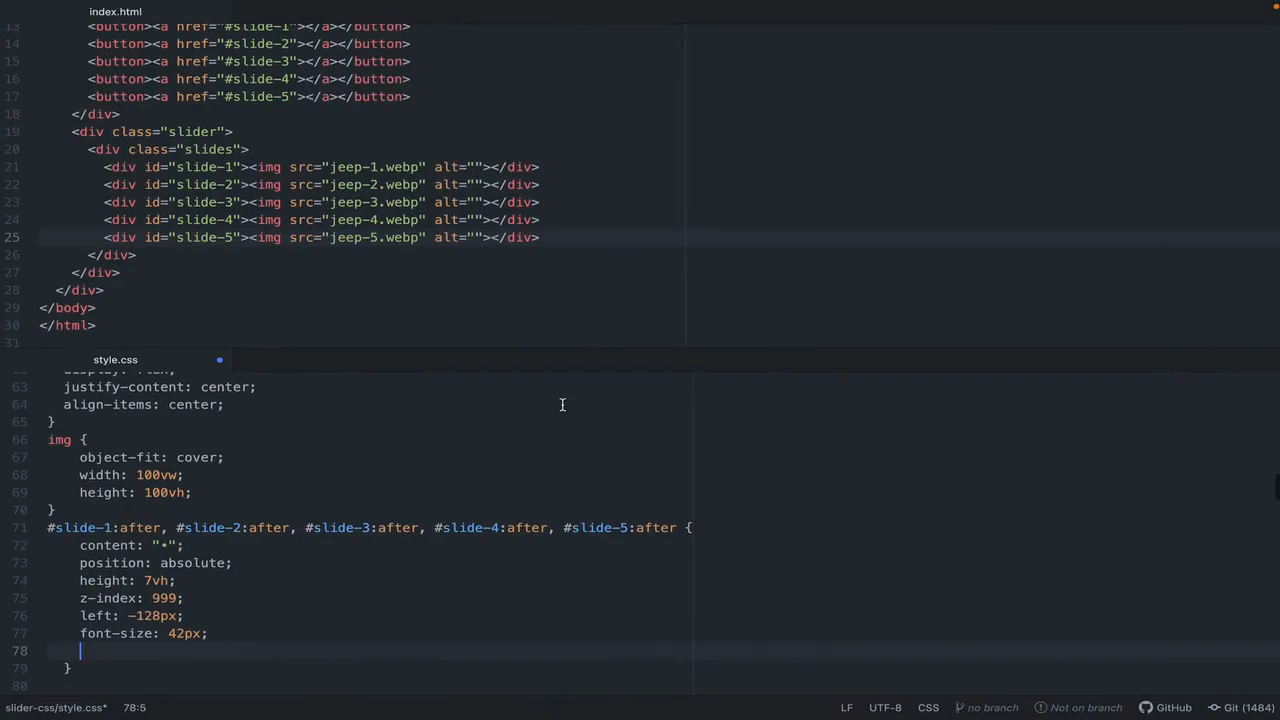 index.html
13 <button><a href="#slide-1"></a></button>
14 <button><a href="#slide-2"></a></button>
15 <button><a href="#slide-3"></a></button>
16 <button><a href="#slide-4"></a></button>
17 <button><a href="#slide-5"></a></button>
18 </div>
19 <div class="slider">
20 <div class="slides">
21 <div id="slide-1"><img src="jeep-1.webp" alt=""></div>
22 <div id="slide-2"><img src="jeep-2.webp" alt=""></div>
23 <div id="slide-3"><img src="jeep-3.webp" alt=""></div>
24 <div id="slide-4"><img src="jeep-4.webp" alt=""></div>
25 <div id="slide-5"><img src="jeep-5.webp" alt=""></div>
26 </div>
27 </div>
28 </div>
29 </body>
30 </html>
31
style.css
62 display: flex;
63 justify-content: center;
64 align-items: center;
65 }
66 img {
67 object-fit: cover;
68 width: 100vw;
69 height: 100vh;
70 }
71 #slide-1:after, #slide-2:after, #slide-3:after, #slide-4:after, #slide-5:after {
72 content: "•";
73 position: absolute;
74 height: 7vh;
75 z-index: 999;
76 left: -128px;
77 font-size: 42px;
78
79 }
80
slider-css/style.css* 78:5 LF UTF-8 CSS no branch Not on branch GitHub Git (1484)